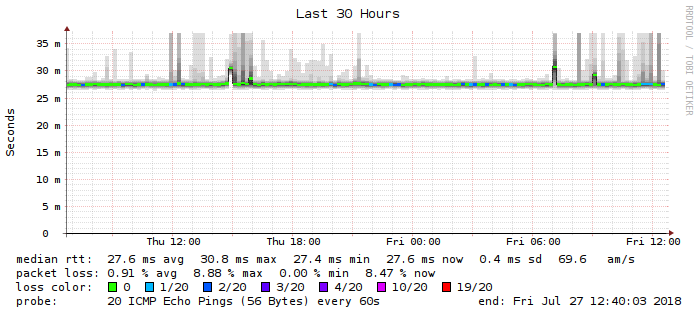 Last 30 Hours
RRDTOOL / TOBI OETIKER
Seconds
35 m
30 m
25 m
20 m
15 m
10 m
5 m
0
Thu 12:00 Thu 18:00 Fri 00:00 Fri 06:00 Fri 12:00
median rtt: 27.6 ms avg 30.8 ms max 27.4 ms min 27.6 ms now 0.4 ms sd 69.6 am/s
packet loss: 0.91 % avg 8.88 % max 0.00 % min 8.47 % now
loss color: 0 1/20 2/20 3/20 4/20 10/20 19/20
probe: 20 ICMP Echo Pings (56 Bytes) every 60s end: Fri Jul 27 12:40:03 2018